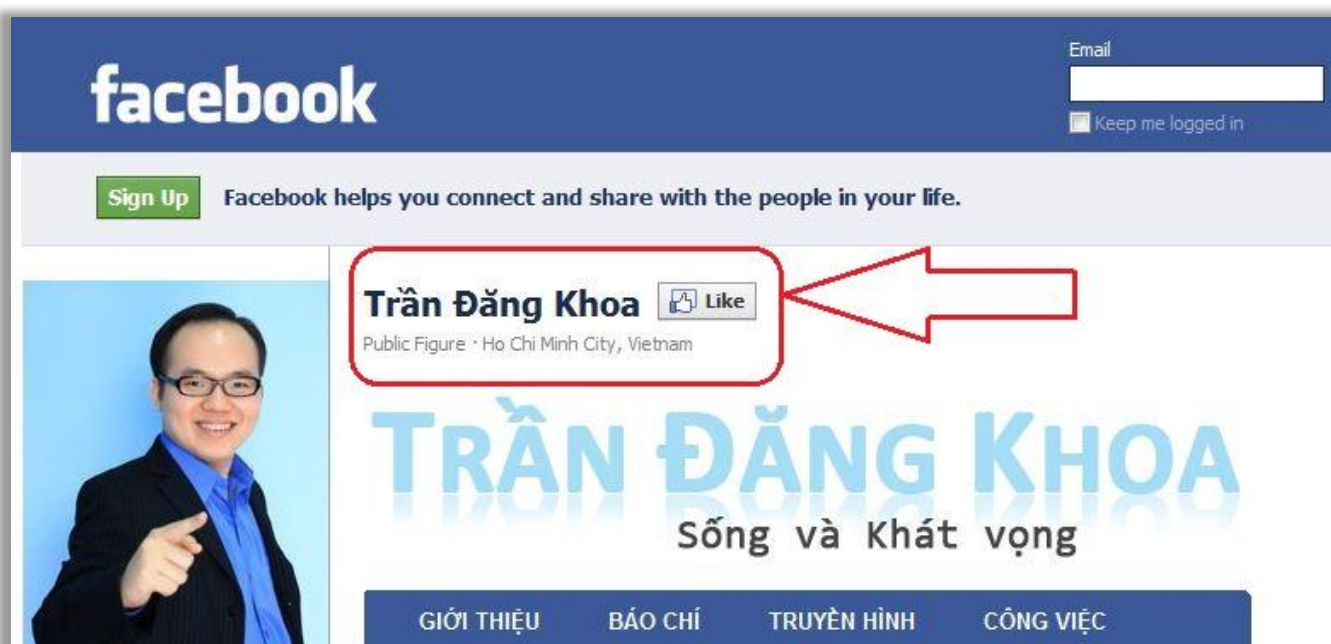 facebook
Email
Keep me logged in
Sign Up Facebook helps you connect and share with the people in your life.
Trần Đăng Khoa Like
Public Figure · Ho Chi Minh City, Vietnam
TRẦN ĐĂNG KHOA
Sống và Khát vọng
GIỚI THIỆU BÁO CHÍ TRUYỀN HÌNH CÔNG VIỆC